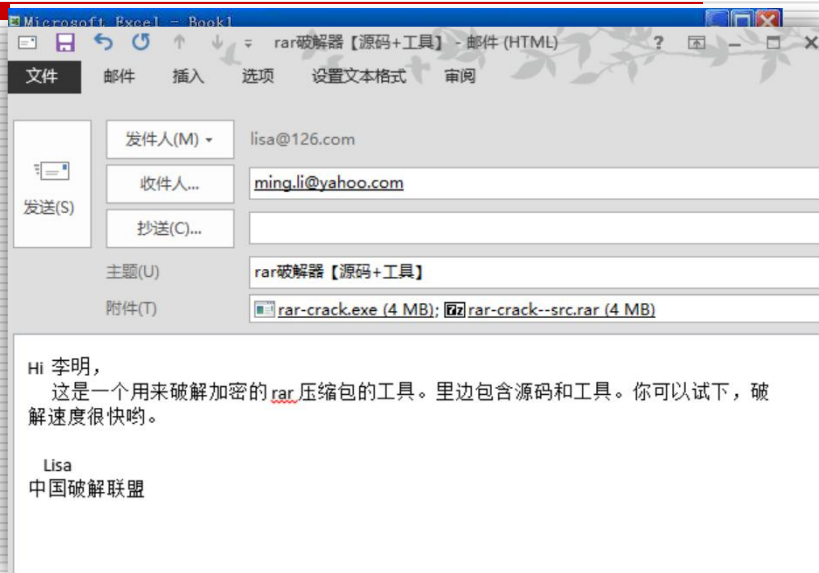 Microsoft Excel - Book1
rar破解器【源码+工具】 - 邮件 (HTML)
文件 邮件 插入 选项 设置文本格式 审阅
发件人(M) lisa@126.com
发送(S)
收件人... ming.li@yahoo.com
抄送(C)...
主题(U) rar破解器【源码+工具】
附件(T) rar-crack.exe (4 MB); 7z rar-crack--src.rar (4 MB)
Hi 李明，
这是一个用来破解加密的rar压缩包的工具。里边包含源码和工具。你可以试下，破
解速度很快哟。
Lisa
中国破解联盟